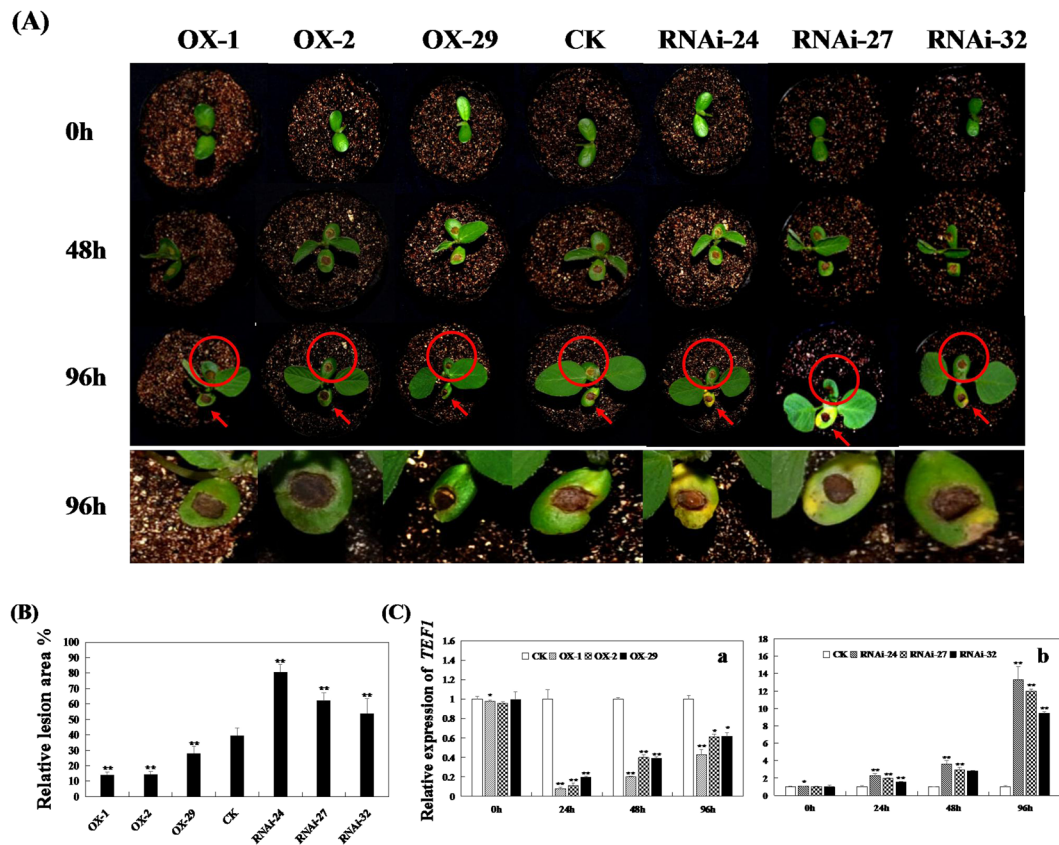 (A)
OX-1 OX-2 OX-29 CK RNAi-24 RNAi-27 RNAi-32
0h
48h
96h
96h
(B)
Relative lesion area %
100
90
80
70
60
50
40
30
20
10
0
** ** ** ** ** **
OX-1 OX-2 OX-29 CK RNAi-24 RNAi-27 RNAi-32
(C)
Relative expression of TEF1
1.6
1.4
1.2
1
0.8
0.6
0.4
0.2
0
CK OX-1 OX-2 OX-29
a
* ** ** ** ** ** ** ** * *
0h 24h 48h 96h
18
16
14
12
10
8
6
4
2
0
CK RNAi-24 RNAi-27 RNAi-32
b
* ** ** ** ** ** ** ** **
0h 24h 48h 96h